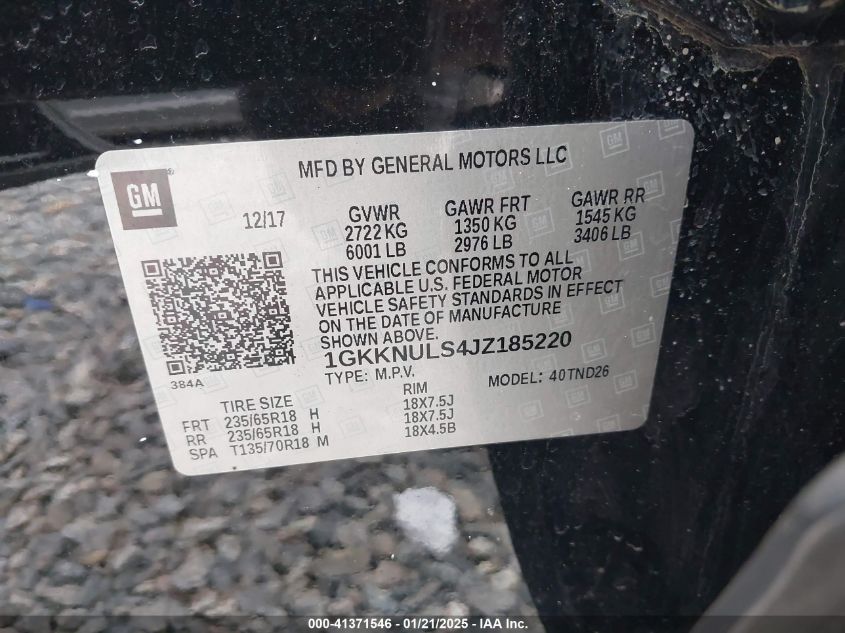 MFD BY GENERAL MOTORS LLC
GM
12/17 GVWR GAWR FRT GAWR RR
2722 KG 1350 KG 1545 KG
6001 LB 2976 LB 3406 LB
THIS VEHICLE CONFORMS TO ALL
APPLICABLE U.S. FEDERAL MOTOR
VEHICLE SAFETY STANDARDS IN EFFECT
ON THE DATE OF MANUFACTURE
SHOWN ABOVE.
1GKKNULS4JZ185220
384A
TYPE: M.P.V. MODEL: 40TND26
TIRE SIZE RIM
FRT 235/65R18 H 18X7.5J
RR 235/65R18 H 18X7.5J
SPA T135/70R18 M 18X4.5B
000-41371546 | 01/21/2025 | IAA Inc.